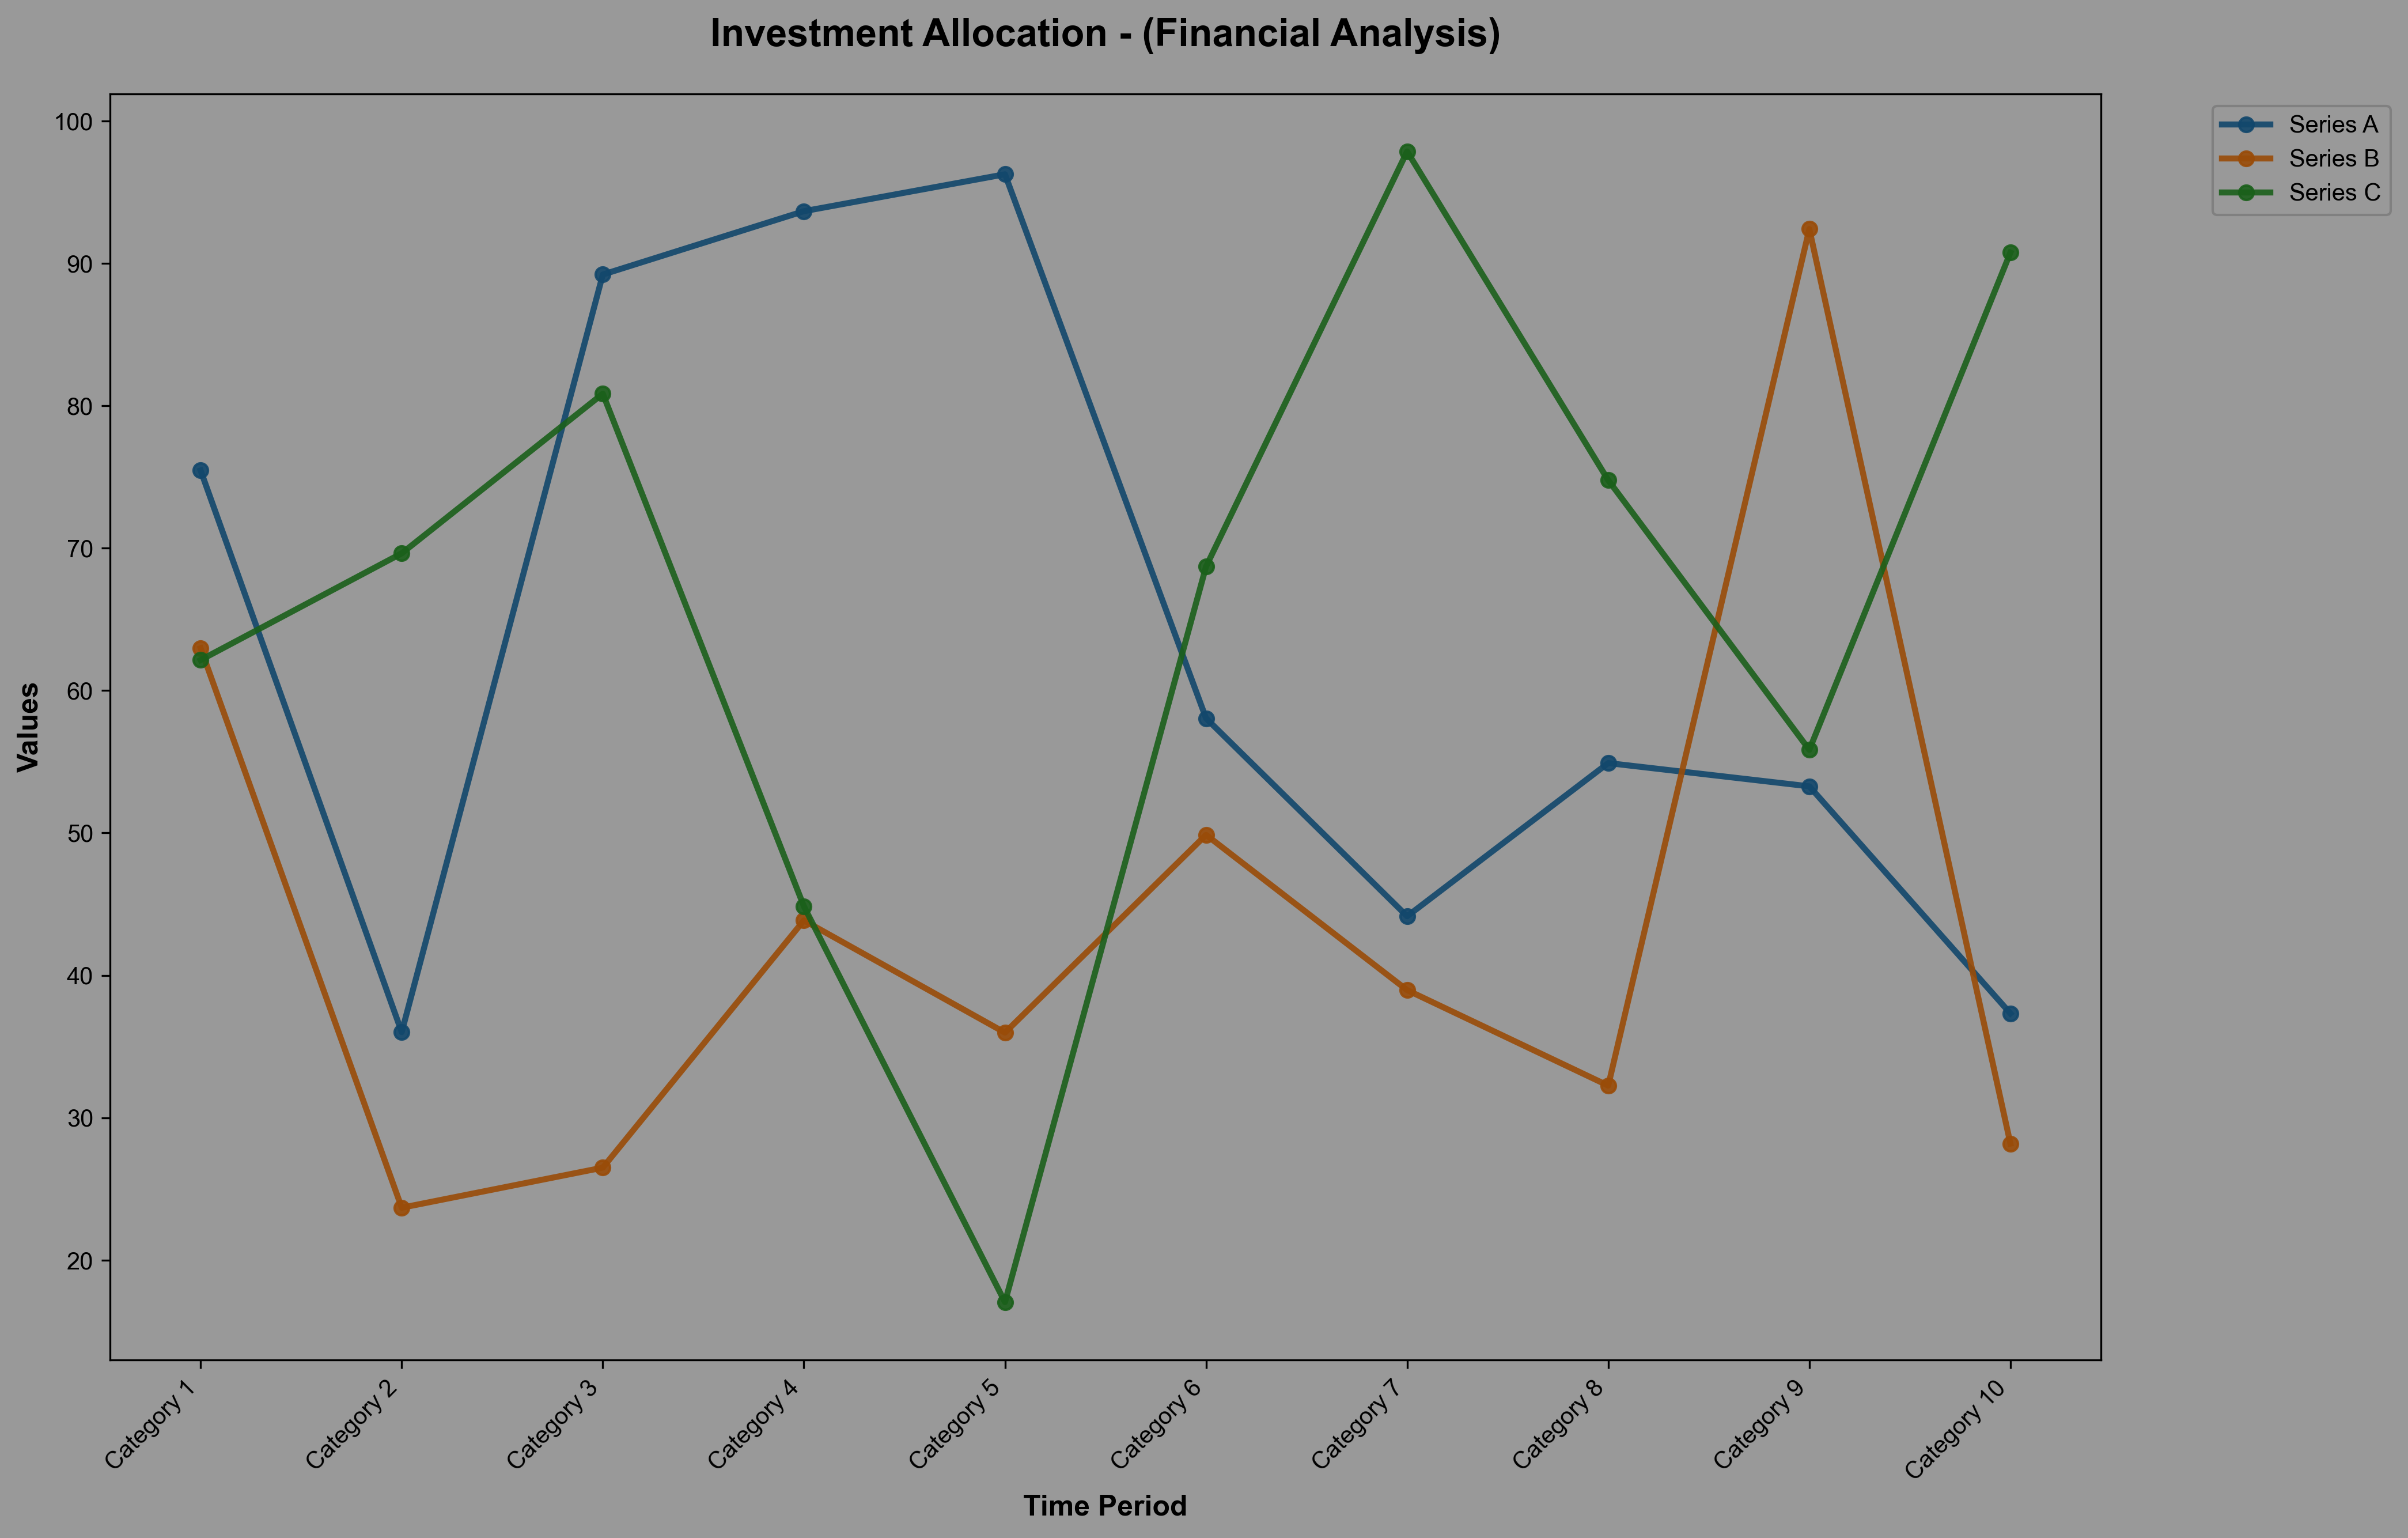 Investment Allocation - (Financial Analysis)
Series A
Series B
Series C
Values
100
90
80
70
60
50
40
30
20
Category 1
Category 2
Category 3
Category 4
Category 5
Category 6
Category 7
Category 8
Category 9
Category 10
Time Period